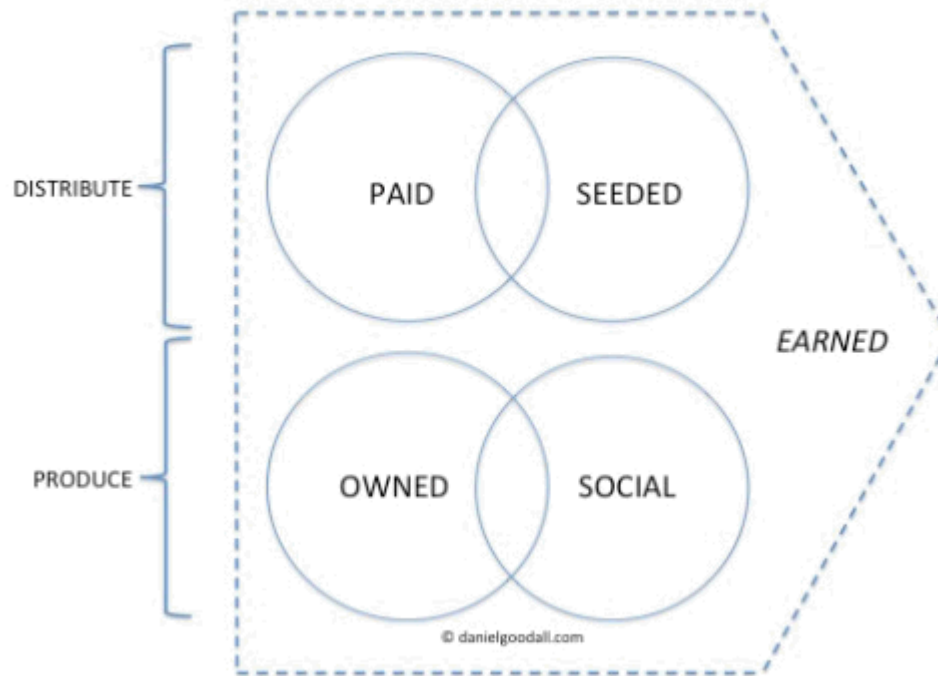 DISTRIBUTE
PAID
SEEDED
EARNED
PRODUCE
OWNED
SOCIAL
© danielgoodall.com